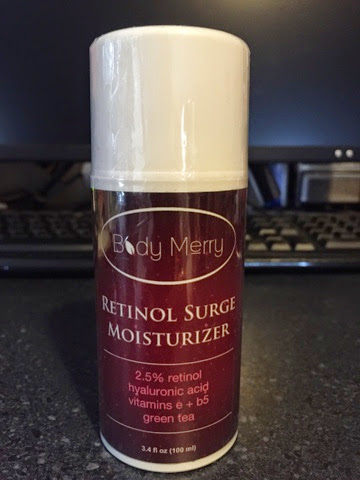 Body Merry
RETINOL SURGE
MOISTURIZER
2.5% retinol
hyaluronic acid
vitamins e + b5
green tea
3.4 fl oz (100 ml)